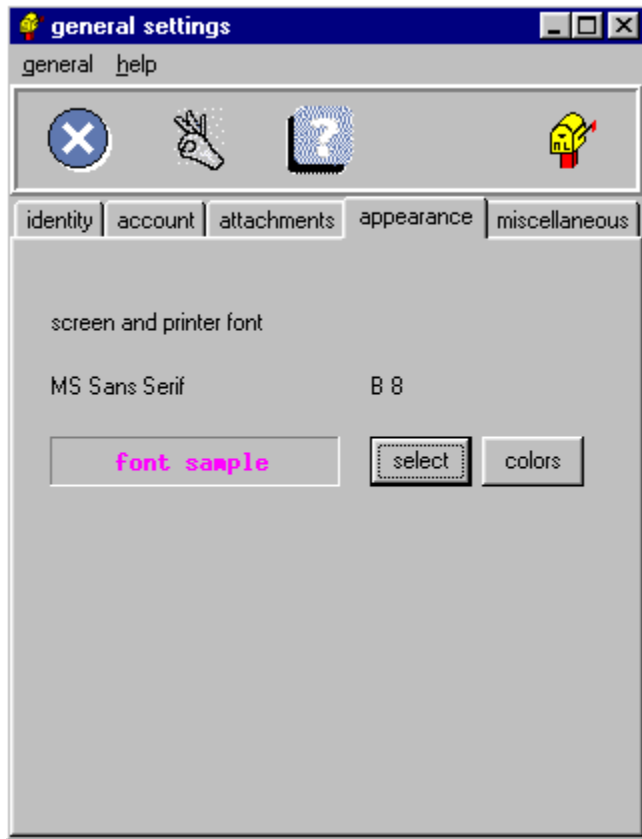 general settings
general help
?
nL
identity account attachments appearance miscellaneous
screen and printer font
MS Sans Serif B 8
font sample select colors